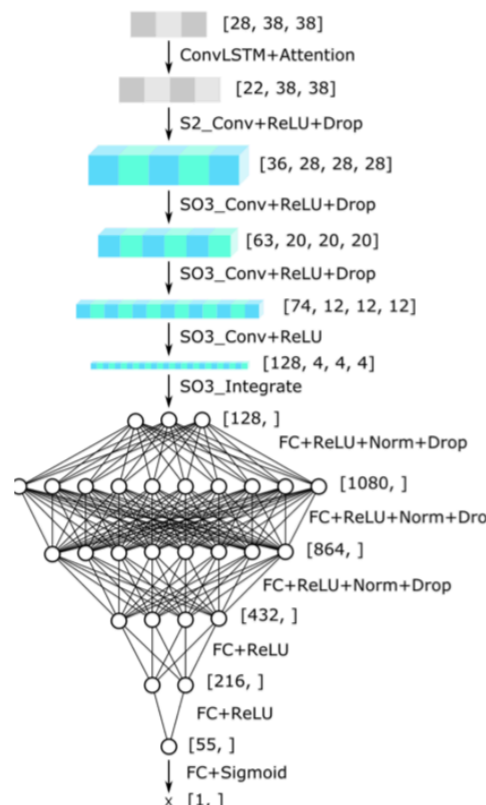 [28, 38, 38]
ConvLSTM+Attention
[22, 38, 38]
S2_Conv+ReLU+Drop
[36, 28, 28, 28]
SO3_Conv+ReLU+Drop
[63, 20, 20, 20]
SO3_Conv+ReLU+Drop
[74, 12, 12, 12]
SO3_Conv+ReLU
[128, 4, 4, 4]
SO3_Integrate
[128, ]
FC+ReLU+Norm+Drop
[1080, ]
FC+ReLU+Norm+Dro
[864, ]
FC+ReLU+Norm+Drop
[432, ]
FC+ReLU
[216, ]
FC+ReLU
[55, ]
FC+Sigmoid
x [1, ]